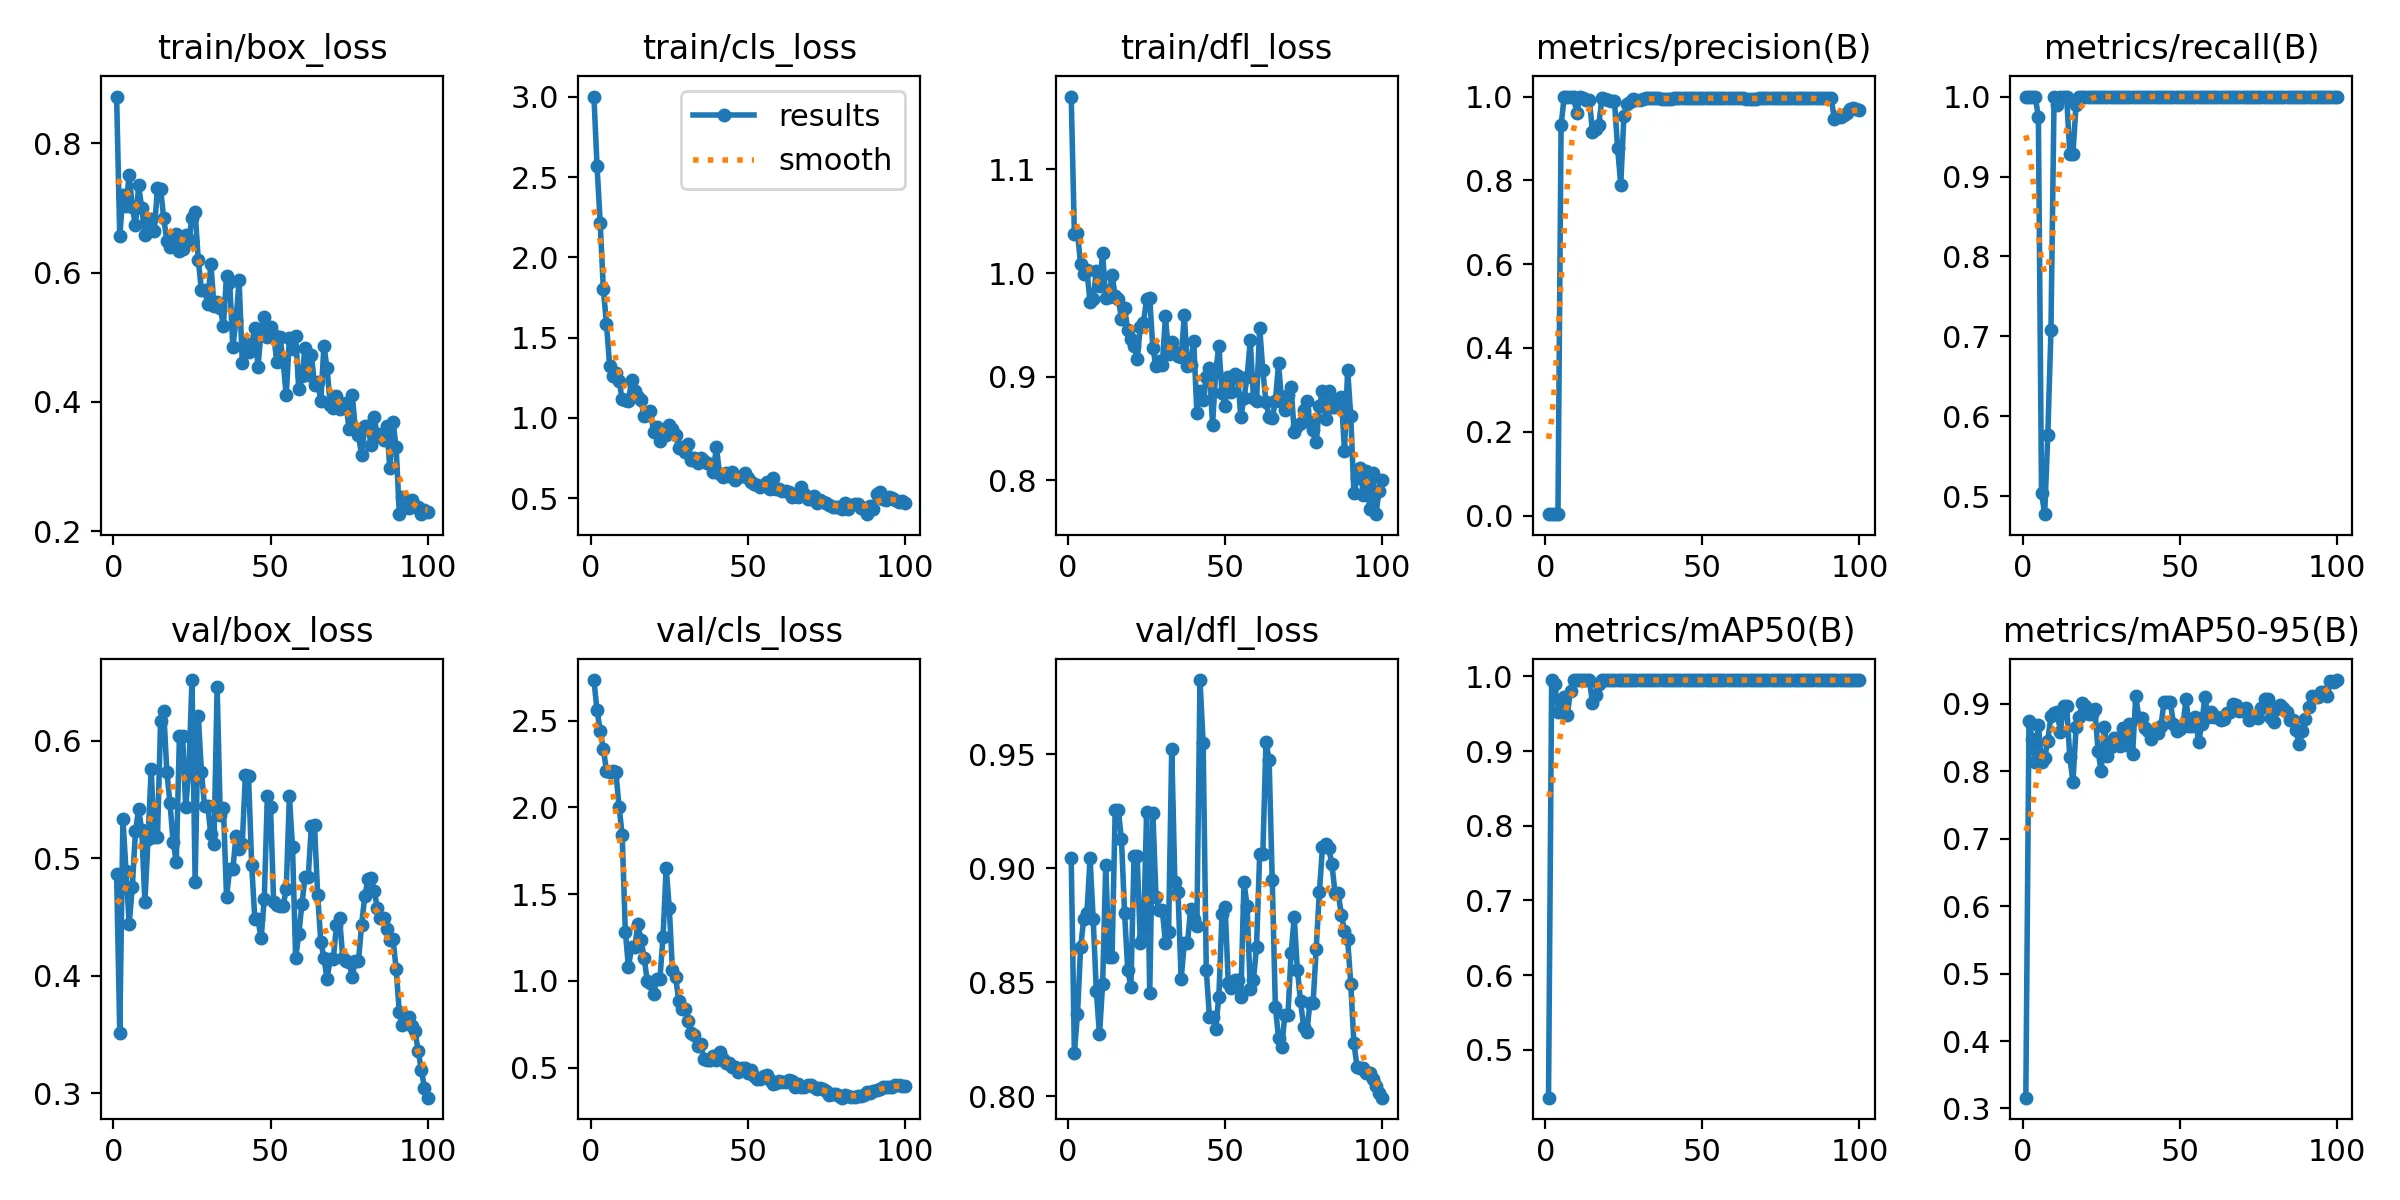 train/box_loss
train/cls_loss
train/dfl_loss
metrics/precision(B)
metrics/recall(B)
0.8
0.6
0.4
0.2
0 50 100
3.0
2.5
2.0
1.5
1.0
0.5
results
smooth
0 50 100
1.1
1.0
0.9
0.8
0 50 100
1.0
0.8
0.6
0.4
0.2
0.0
0 50 100
1.0
0.9
0.8
0.7
0.6
0.5
0 50 100
val/box_loss
val/cls_loss
val/dfl_loss
metrics/mAP50(B)
metrics/mAP50-95(B)
0.6
0.5
0.4
0.3
0 50 100
2.5
2.0
1.5
1.0
0.5
0 50 100
0.95
0.90
0.85
0.80
0 50 100
1.0
0.9
0.8
0.7
0.6
0.5
0 50 100
0.9
0.8
0.7
0.6
0.5
0.4
0.3
0 50 100